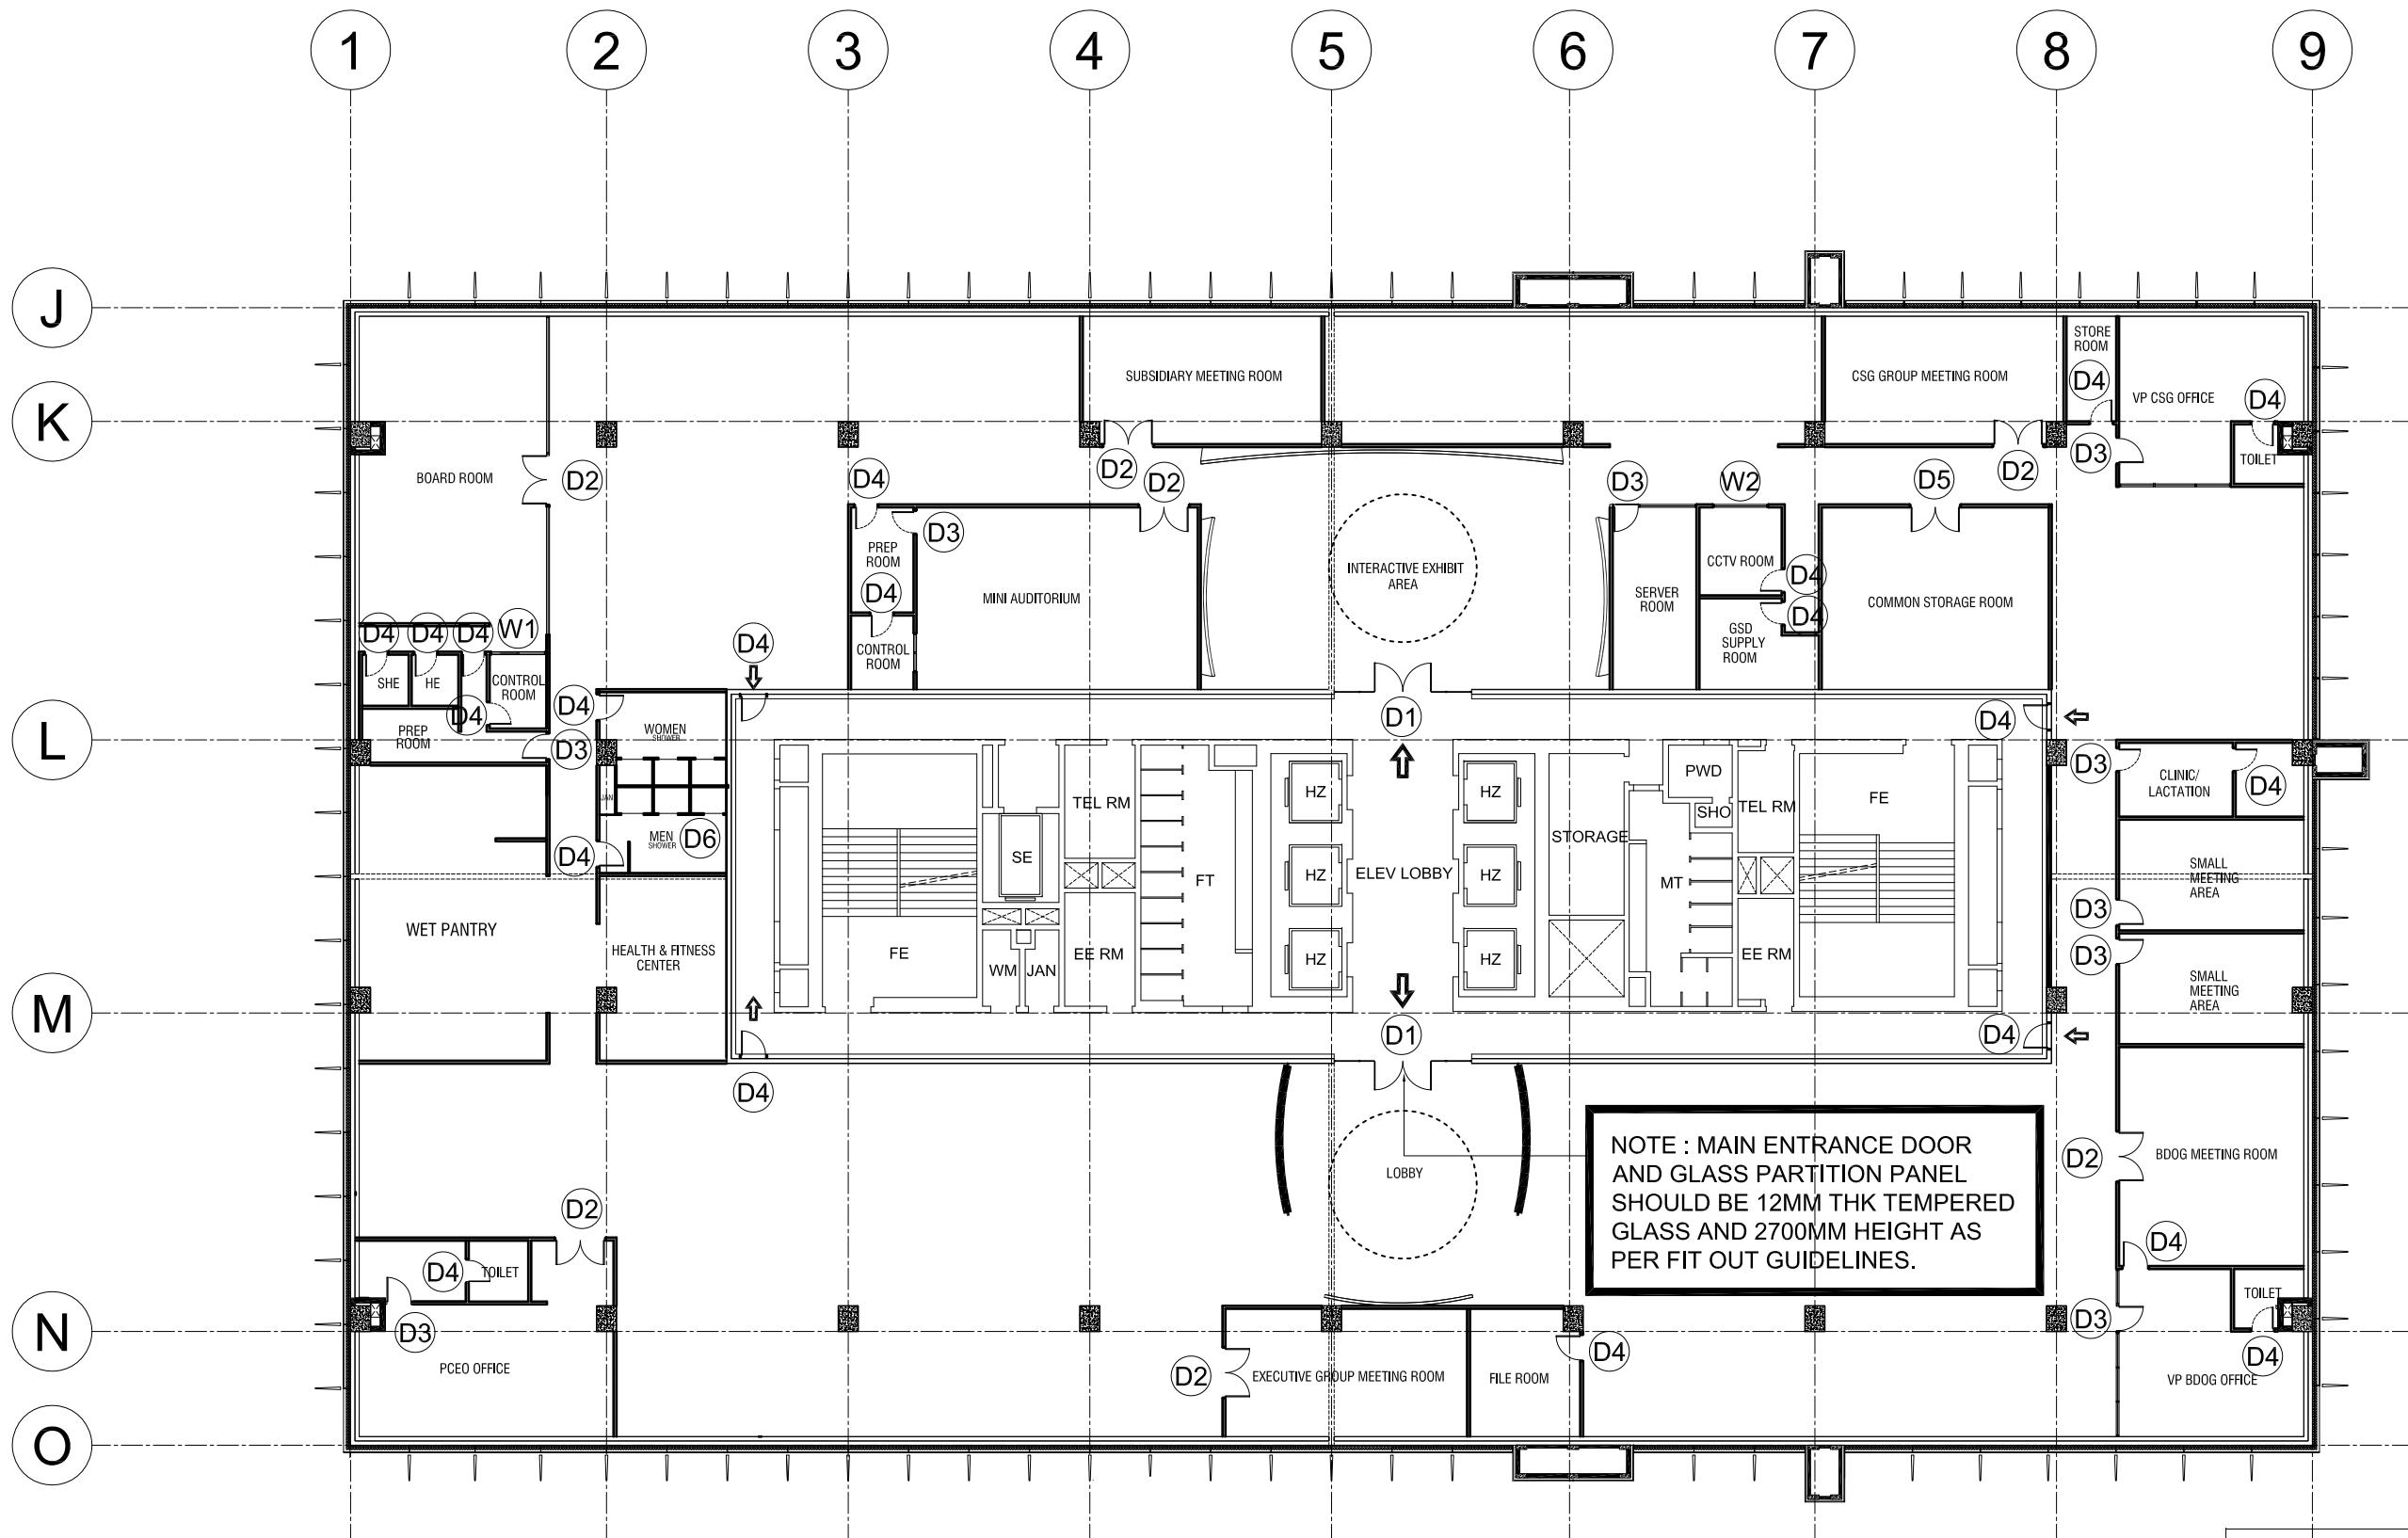 1 2 3 4 5 6 7 8 9
J
STORE
ROOM
SUBSIDIARY MEETING ROOM
CSG GROUP MEETING ROOM
D4
VP CSG OFFICE
D4
K
D2
D2
D2
D3
TOILET
BOARD ROOM
D2
D4
D2
D3
W2
D5
D3
PREP
ROOM
D4
INTERACTIVE EXHIBIT
AREA
CCTV ROOM
D4
MINI AUDITORIUM
SERVER
ROOM
COMMON STORAGE ROOM
D4
GSD
SUPPLY
ROOM
D4
D4
D4
W1
D4
CONTROL
ROOM
SHE
HE
CONTROL
ROOM
D4
D4
D1
D4
PREP
ROOM
WOMEN
SHOWER
L
D3
D3
CLINIC/
LACTATION
D4
PWD
HZ
HZ
TEL RM
JAN
SHO
TEL RM
FE
MEN
SHOWER
D6
STORAGE
D4
SE
SMALL
MEETING
AREA
FT
HZ
ELEV LOBBY
HZ
MT
D3
WET PANTRY
HEALTH & FITNESS
CENTER
FE
EE RM
HZ
HZ
EE RM
D3
WM
JAN
SMALL
MEETING
AREA
M
D1
D4
D4
NOTE : MAIN ENTRANCE DOOR
AND GLASS PARTITION PANEL
SHOULD BE 12MM THK TEMPERED
GLASS AND 2700MM HEIGHT AS
PER FIT OUT GUIDELINES.
LOBBY
D2
BDOG MEETING ROOM
D2
D4
D4
TOILET
TOILET
N
D3
D3
D4
D4
PCEO OFFICE
D2
EXECUTIVE GROUP MEETING ROOM
FILE ROOM
VP BDOG OFFICE
O